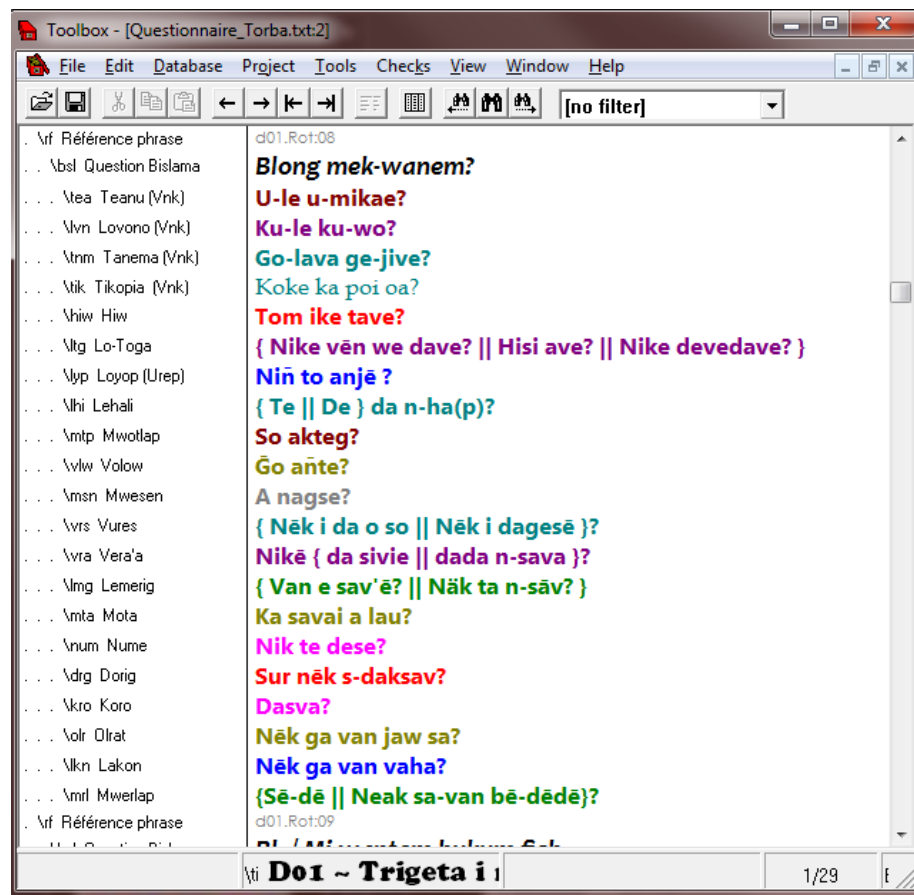 Toolbox - [Questionnaire_Torba.txt:2]
File Edit Database Project Tools Checks View Window Help
[no filter]
. \rf Référence phrase d01.Rot:08
. . \bsl Question Bislama Blong mek-wanem?
. . . \tea Teanu (Vnk) U-le u-mikae?
. . . \lvn Lovono (Vnk) Ku-le ku-wo?
. . . \tnm Tanema (Vnk) Go-lava ge-jive?
. . . \tik Tikopia (Vnk) Koke ka poi oa?
. . . \hiw Hiw Tom ike tave?
. . . \ltg Lo-Toga { Nike vēn we dave? || Hisi ave? || Nike devedave? }
. . . \lyp Loyop (Urep) Nin̄ to anjē ?
. . . \lhi Lehali { Te || De } da n-ha(p)?
. . . \mtp Mwotlap So akteg?
. . . \vlw Volow Ḡo an̄te?
. . . \msn Mwesen A nagse?
. . . \vrs Vures { Nēk i da o so || Nēk i dagesē }?
. . . \vra Vera'a Nikē { da sivie || dada n-sava }?
. . . \lmg Lemerig { Van e sav'ē? || Näk ta n-sāv? }
. . . \mta Mota Ka savai a lau?
. . . \num Nume Nik te dese?
. . . \drg Dorig Sur nēk s-daksav?
. . . \kro Koro Dasva?
. . . \olr Olrat Nēk ga van jaw sa?
. . . \lkn Lakon Nēk ga van vaha?
. . . \mrl Mwerlap {Sē-dē || Neak sa-van bē-dēdē}?
. \rf Référence phrase d01.Rot:09
\ti D01 ~ Trigeta i 1/29